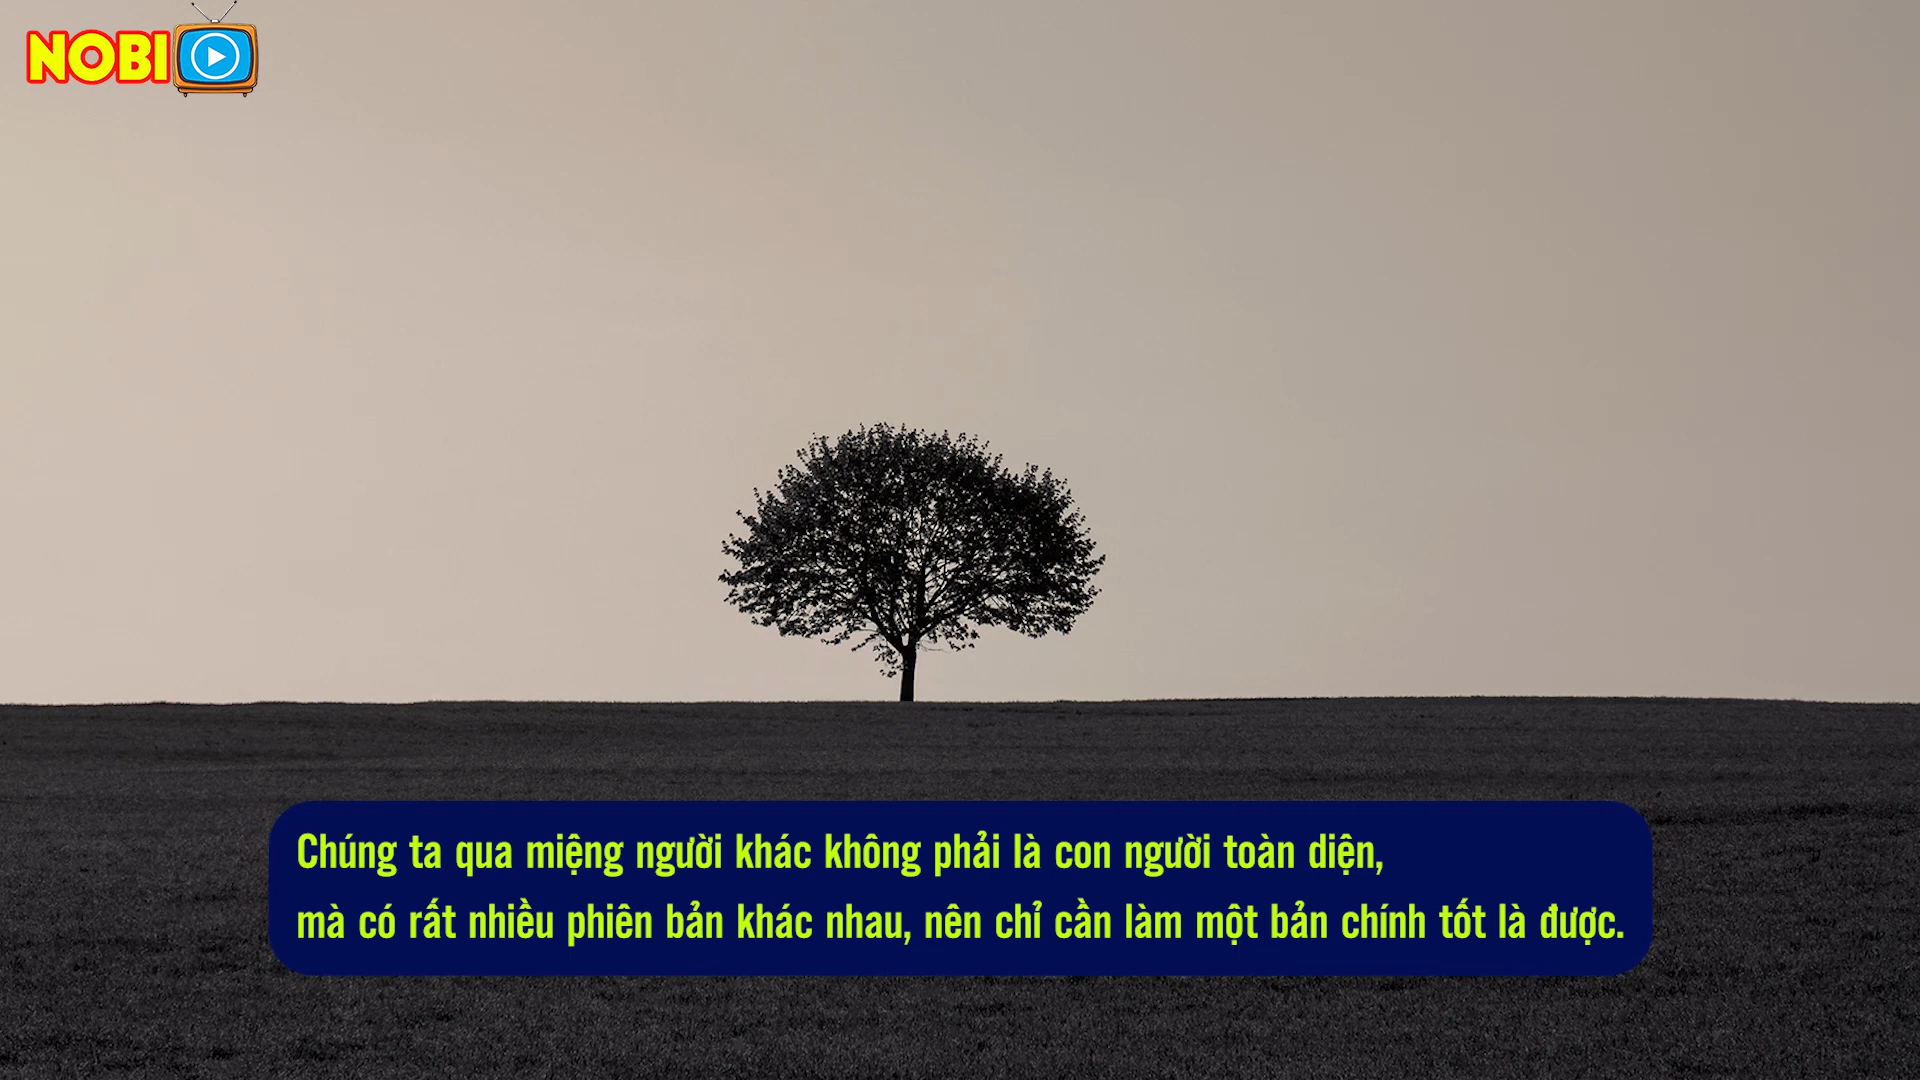 NOBI
Chúng ta qua miệng người khác không phải là con người toàn diện,
mà có rất nhiều phiên bản khác nhau, nên chỉ cần làm một bản chính tốt là được.